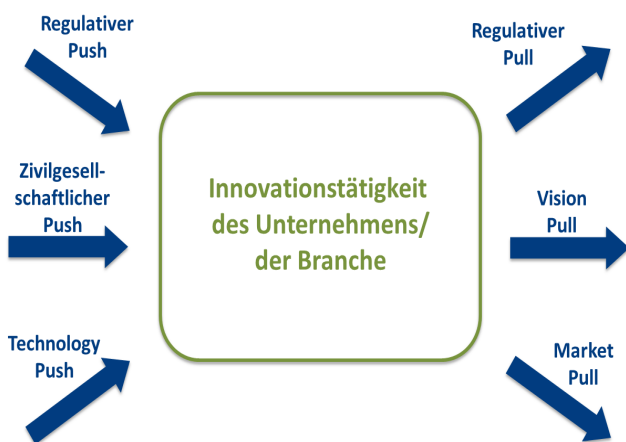 Regulativer
Push
Zivilgesell-
schaftlicher
Push
Technology
Push
Innovationstätigkeit
des Unternehmens/
der Branche
Regulativer
Pull
Vision
Pull
Market
Pull